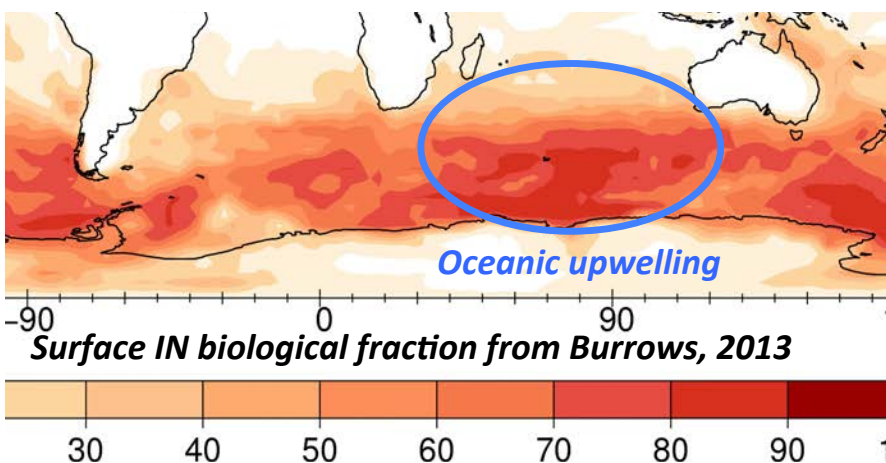 Oceanic upwelling
-90 0 90
Surface IN biological fraction from Burrows, 2013
30 40 50 60 70 80 90